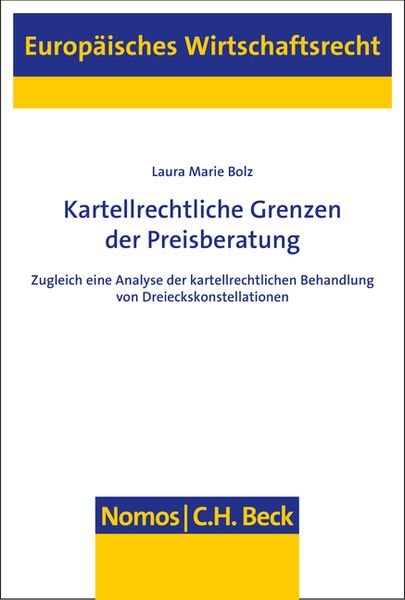 Europäisches Wirtschaftsrecht
Laura Marie Bolz
Kartellrechtliche Grenzen
der Preisberatung
Zugleich eine Analyse der kartellrechtlichen Behandlung
von Dreieckskonstellationen
Nomos | C.H. Beck